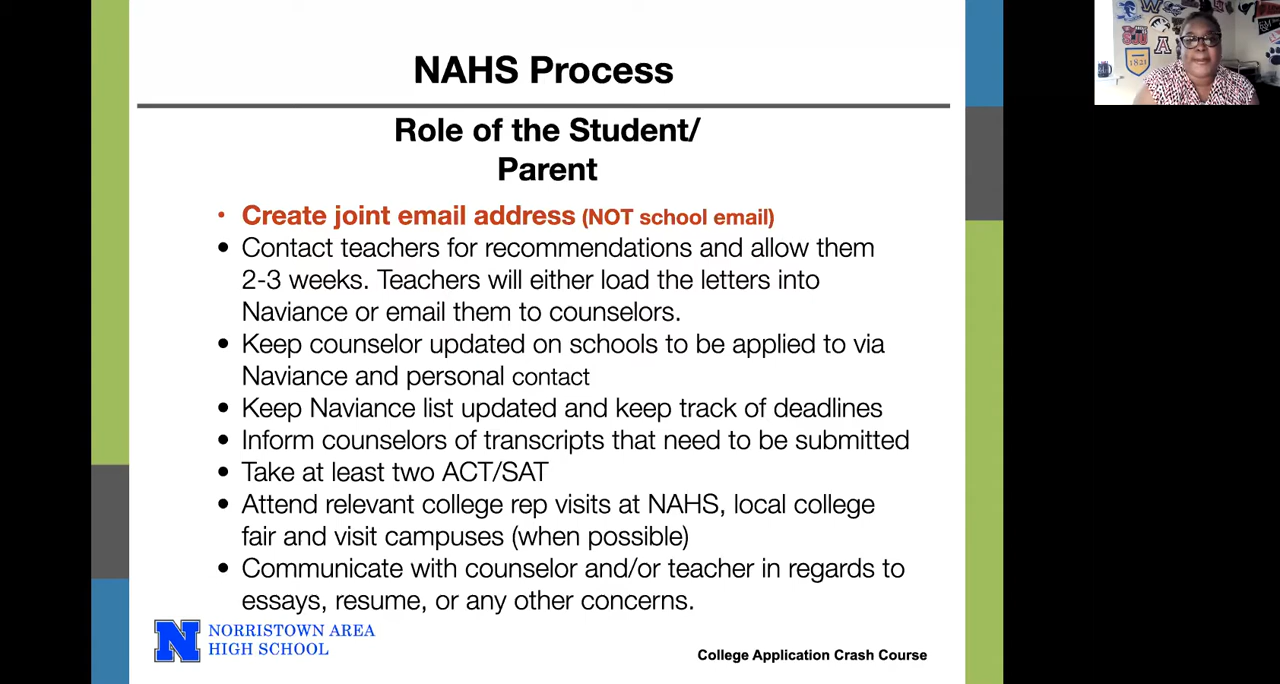 NAHS Process
Role of the Student/
Parent
• Create joint email address (NOT school email)
• Contact teachers for recommendations and allow them
2-3 weeks. Teachers will either load the letters into
Naviance or email them to counselors.
• Keep counselor updated on schools to be applied to via
Naviance and personal contact
• Keep Naviance list updated and keep track of deadlines
• Inform counselors of transcripts that need to be submitted
• Take at least two ACT/SAT
• Attend relevant college rep visits at NAHS, local college
fair and visit campuses (when possible)
• Communicate with counselor and/or teacher in regards to
essays, resume, or any other concerns.
N
NORRISTOWN AREA
HIGH SCHOOL
College Application Crash Course
W
A
1821